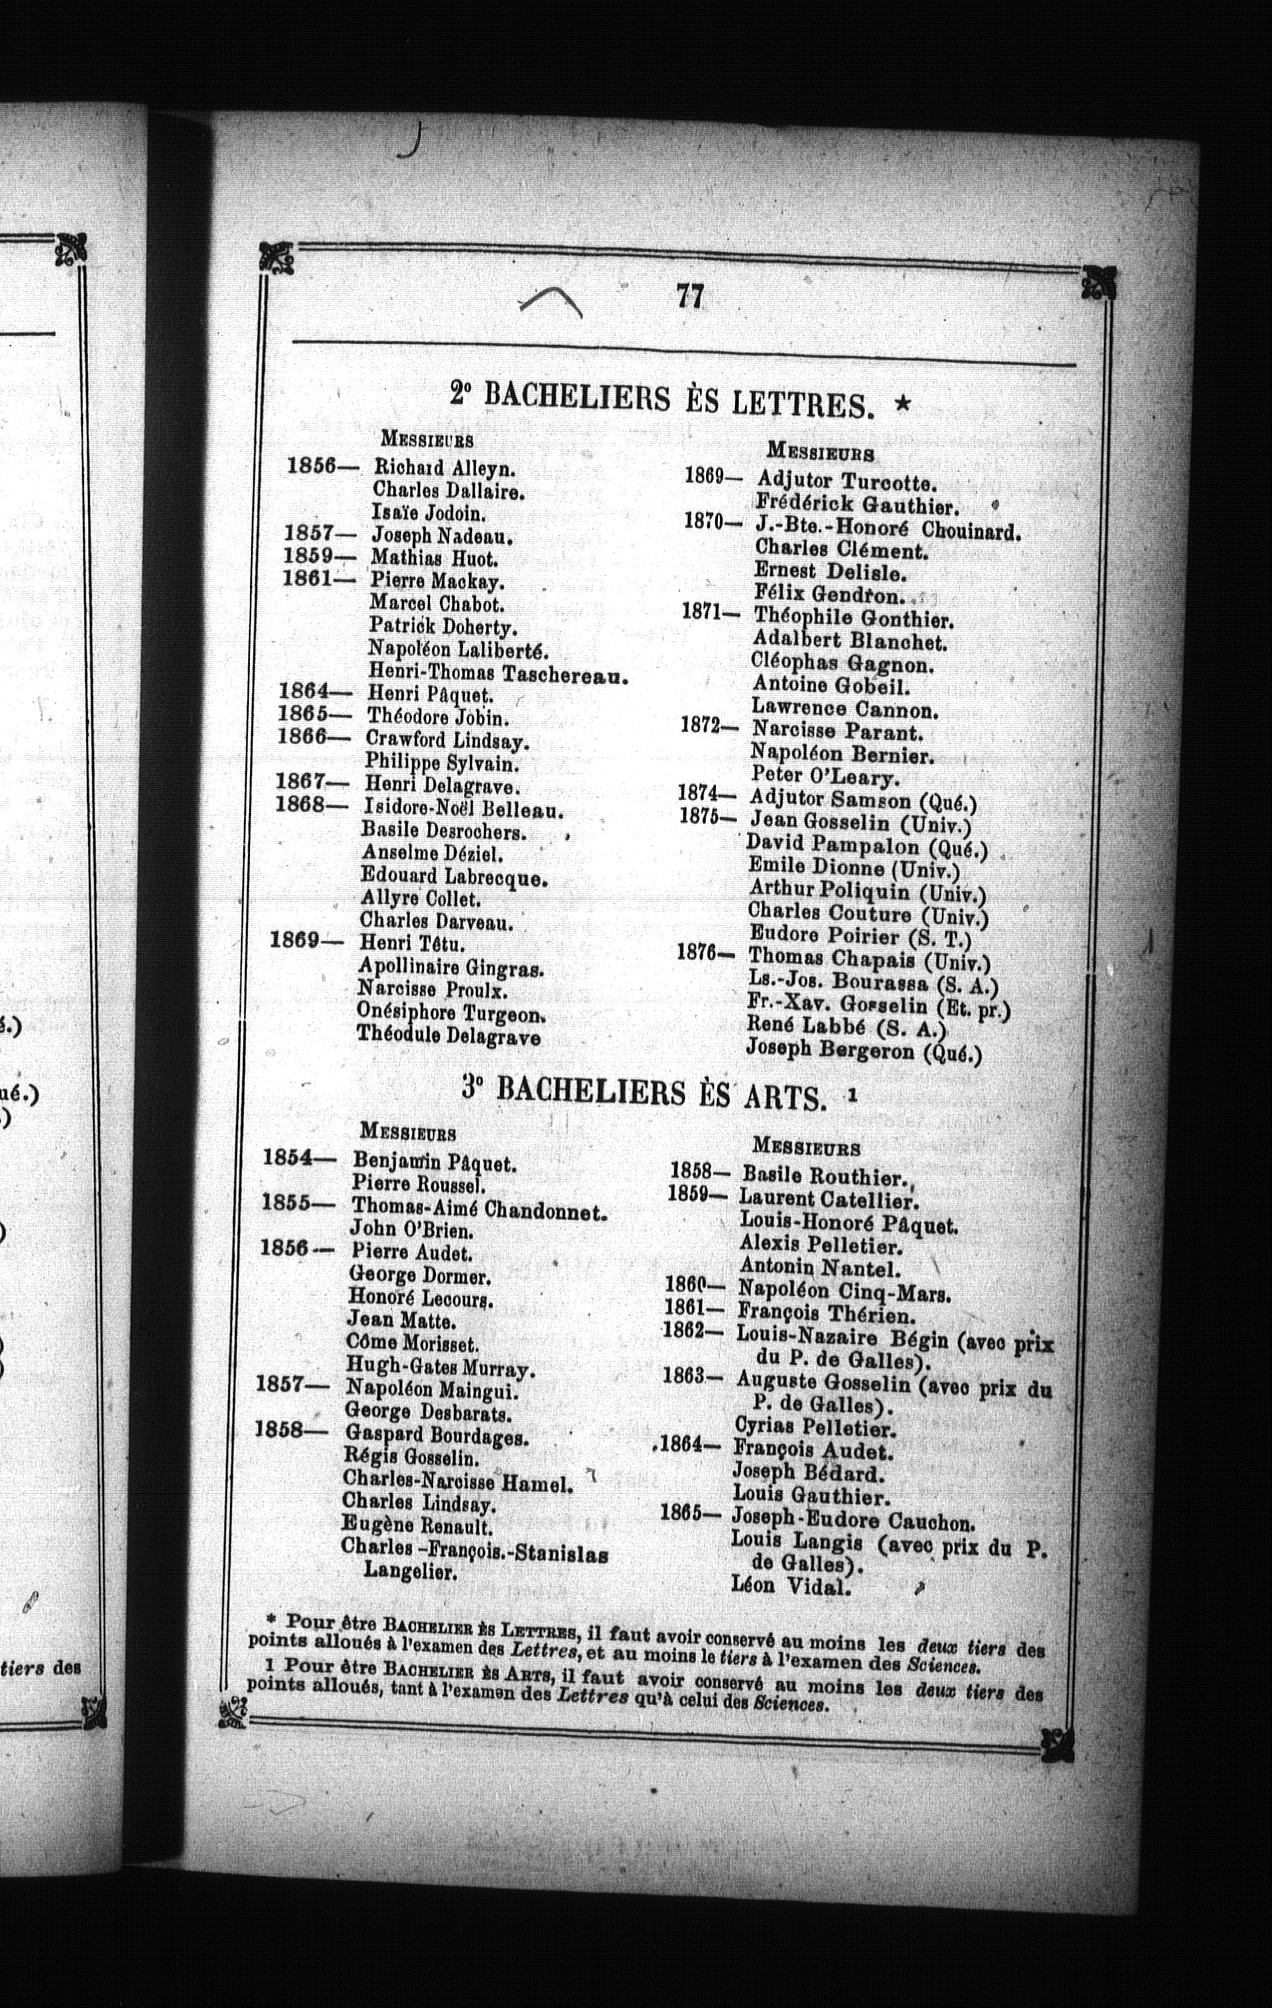 77
2º BACHELIERS ÈS LETTRES. *
MESSIEURS
1856— Richard Alleyn.
Charles Dallaire.
Isaïe Jodoin.
1857— Joseph Nadeau.
1859— Mathias Huot.
1861— Pierre Mackay.
Marcel Chabot.
Patrick Doherty.
Napoléon Laliberté.
Henri-Thomas Taschereau.
1864— Henri Pâquet.
1865— Théodore Jobin.
1866— Crawford Lindsay.
Philippe Sylvain.
1867— Henri Delagrave.
1868— Isidore-Noël Belleau.
Basile Desrochers.
Anselme Déziel.
Edouard Labrecque.
Allyre Collet.
Charles Darveau.
1869— Henri Têtu.
Apollinaire Gingras.
Narcisse Proulx.
Onésiphore Turgeon.
Théodule Delagrave
MESSIEURS
1869— Adjutor Turcotte.
Frédérick Gauthier.
1870— J.-Bte.-Honoré Chouinard.
Charles Clément.
Ernest Delisle.
Félix Gendron.
1871— Théophile Gonthier.
Adalbert Blanchet.
Cléophas Gagnon.
Antoine Gobeil.
Lawrence Cannon.
1872— Narcisse Parant.
Napoléon Bernier.
Peter O'Leary.
1874— Adjutor Samson (Qué.)
1875— Jean Gosselin (Univ.)
David Pampalon (Qué.)
Emile Dionne (Univ.)
Arthur Poliquin (Univ.)
Charles Couture (Univ.)
Eudore Poirier (S. T.)
1876— Thomas Chapais (Univ.)
Ls.-Jos. Bourassa (S. A.)
Fr.-Xav. Gosselin (Et. pr.)
René Labbé (S. A.)
Joseph Bergeron (Qué.)
3º BACHELIERS ÈS ARTS. 1
MESSIEURS
1854— Benjamin Pâquet.
Pierre Roussel.
1855— Thomas-Aimé Chandonnet.
John O'Brien.
1856— Pierre Audet.
George Dormer.
Honoré Lecours.
Jean Matte.
Côme Morisset.
Hugh-Gates Murray.
1857— Napoléon Maingui.
George Desbarats.
1858— Gaspard Bourdages.
Régis Gosselin.
Charles-Narcisse Hamel.
Charles Lindsay.
Eugène Renault.
Charles-François.-Stanislas
Langelier.
MESSIEURS
1858— Basile Routhier.
1859— Laurent Catellier.
Louis-Honoré Pâquet.
Alexis Pelletier.
Antonin Nantel.
1860— Napoléon Cinq-Mars.
1861— François Thérien.
1862— Louis-Nazaire Bégin (avec prix
du P. de Galles).
1863— Auguste Gosselin (avec prix du
P. de Galles).
Cyrias Pelletier.
1864— François Audet.
Joseph Bédard.
Louis Gauthier.
1865— Joseph-Eudore Cauchon.
Louis Langis (avec prix du P.
de Galles).
Léon Vidal.
* Pour être BACHELIER ÈS LETTRES, il faut avoir conservé au moins les deux tiers des
points alloués à l'examen des Lettres, et au moins le tiers à l'examen des Sciences.
1 Pour être BACHELIER ÈS ARTS, il faut avoir conservé au moins les deux tiers des
points alloués, tant à l'examen des Lettres qu'à celui des Sciences.
tiers des